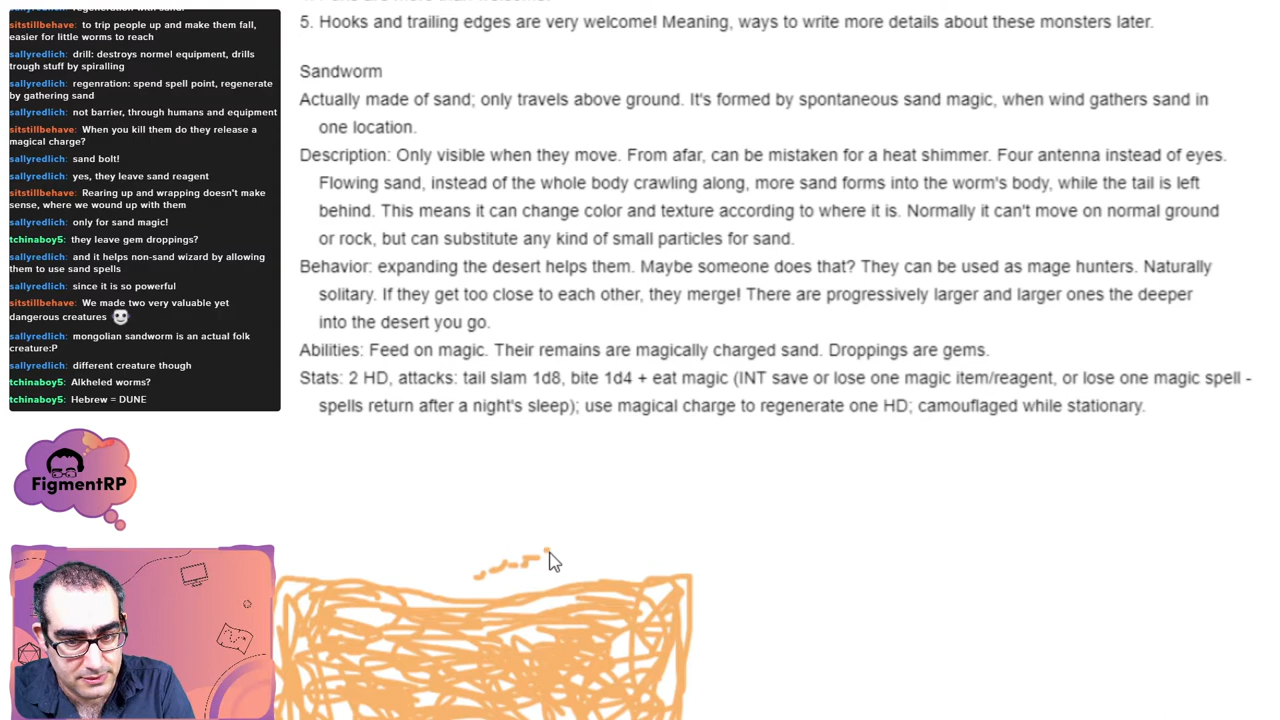 sitstillbehave: to trip people up and make them fall,
easier for little worms to reach
sallyredlich: drill: destroys normel equipment, drills
trough stuff by spiralling
sallyredlich: regenration: spend spell point, regenerate
by gathering sand
sallyredlich: not barrier, through humans and equipment
sitstillbehave: When you kill them do they release a
magical charge?
sallyredlich: sand bolt!
sallyredlich: yes, they leave sand reagent
sitstillbehave: Rearing up and wrapping doesn't make
sense, where we wound up with them
sallyredlich: only for sand magic!
tchinaboy5: they leave gem droppings?
sallyredlich: and it helps non-sand wizard by allowing
them to use sand spells
sallyredlich: since it is so powerful
sitstillbehave: We made two very valuable yet
dangerous creatures
sallyredlich: mongolian sandworm is an actual folk
creature:P
sallyredlich: different creature though
tchinaboy5: Alkheled worms?
tchinaboy5: Hebrew = DUNE
FigmentRP
5. Hooks and trailing edges are very welcome! Meaning, ways to write more details about these monsters later.
Sandworm
Actually made of sand; only travels above ground. It's formed by spontaneous sand magic, when wind gathers sand in
one location.
Description: Only visible when they move. From afar, can be mistaken for a heat shimmer. Four antenna instead of eyes.
Flowing sand, instead of the whole body crawling along, more sand forms into the worm's body, while the tail is left
behind. This means it can change color and texture according to where it is. Normally it can't move on normal ground
or rock, but can substitute any kind of small particles for sand.
Behavior: expanding the desert helps them. Maybe someone does that? They can be used as mage hunters. Naturally
solitary. If they get too close to each other, they merge! There are progressively larger and larger ones the deeper
into the desert you go.
Abilities: Feed on magic. Their remains are magically charged sand. Droppings are gems.
Stats: 2 HD, attacks: tail slam 1d8, bite 1d4 + eat magic (INT save or lose one magic item/reagent, or lose one magic spell -
spells return after a night's sleep); use magical charge to regenerate one HD; camouflaged while stationary.